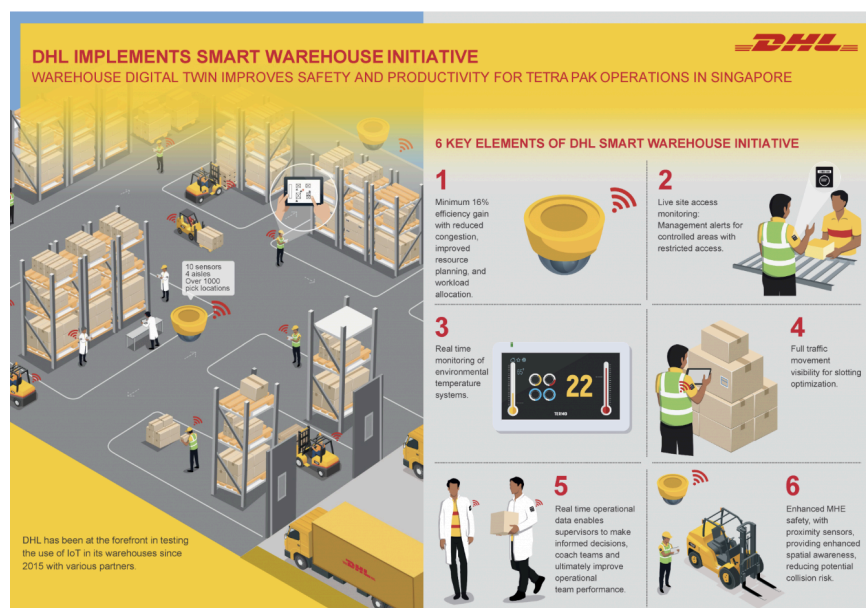 DHL IMPLEMENTS SMART WAREHOUSE INITIATIVE
WAREHOUSE DIGITAL TWIN IMPROVES SAFETY AND PRODUCTIVITY FOR TETRA PAK OPERATIONS IN SINGAPORE
DHL
6 KEY ELEMENTS OF DHL SMART WAREHOUSE INITIATIVE
10 sensors
4 aisles
Over 1000
pick locations
1
Minimum 16%
efficiency gain
with reduced
congestion,
improved
resource
planning, and
workload
allocation.
2
Live site access
monitoring:
Management alerts
for controlled areas with
restricted access.
3
Real time
monitoring of
environmental
temperature
systems.
22
TERMO
4
Full traffic
movement
visibility for slotting
optimization.
5
Real time operational
data enables
supervisors to make
informed decisions,
coach teams and
ultimately improve
operational
team performance.
6
Enhanced MHE
safety, with
proximity sensors,
providing enhanced
spatial awareness,
reducing potential
collision risk.
DHL has been at the forefront in testing
the use of IoT in its warehouses since
2015 with various partners.
DHL